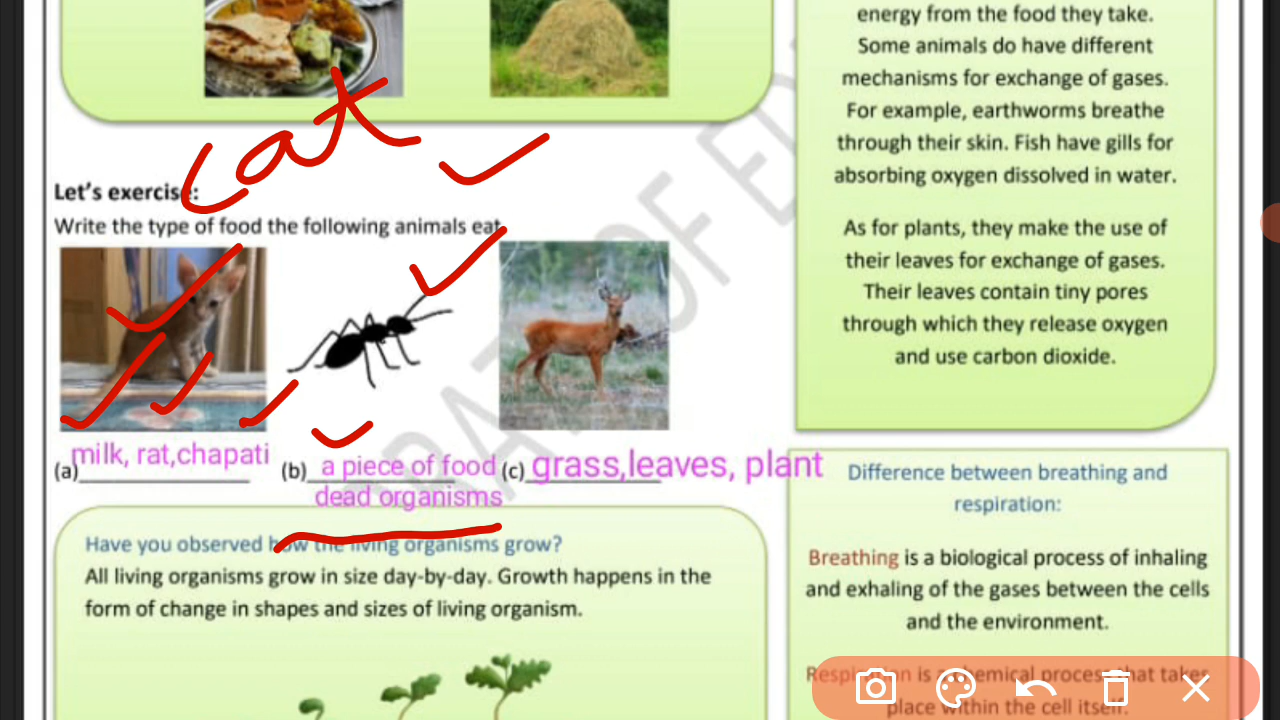 energy from the food they take.
Some animals do have different
mechanisms for exchange of gases.
For example, earthworms breathe
through their skin. Fish have gills for
absorbing oxygen dissolved in water.
As for plants, they make the use of
their leaves for exchange of gases.
Their leaves contain tiny pores
through which they release oxygen
and use carbon dioxide.
cat
Let's exercise:
Write the type of food the following animals eat
(a) milk, rat,chapati (b) a piece of food (c) grass,leaves, plant
dead organisms
Have you observed how the living organisms grow?
All living organisms grow in size day-by-day. Growth happens in the
form of change in shapes and sizes of living organism.
Difference between breathing and
respiration:
Breathing is a biological process of inhaling
and exhaling of the gases between the cells
and the environment.
Respiration is a chemical process that takes
place within the cell itself.